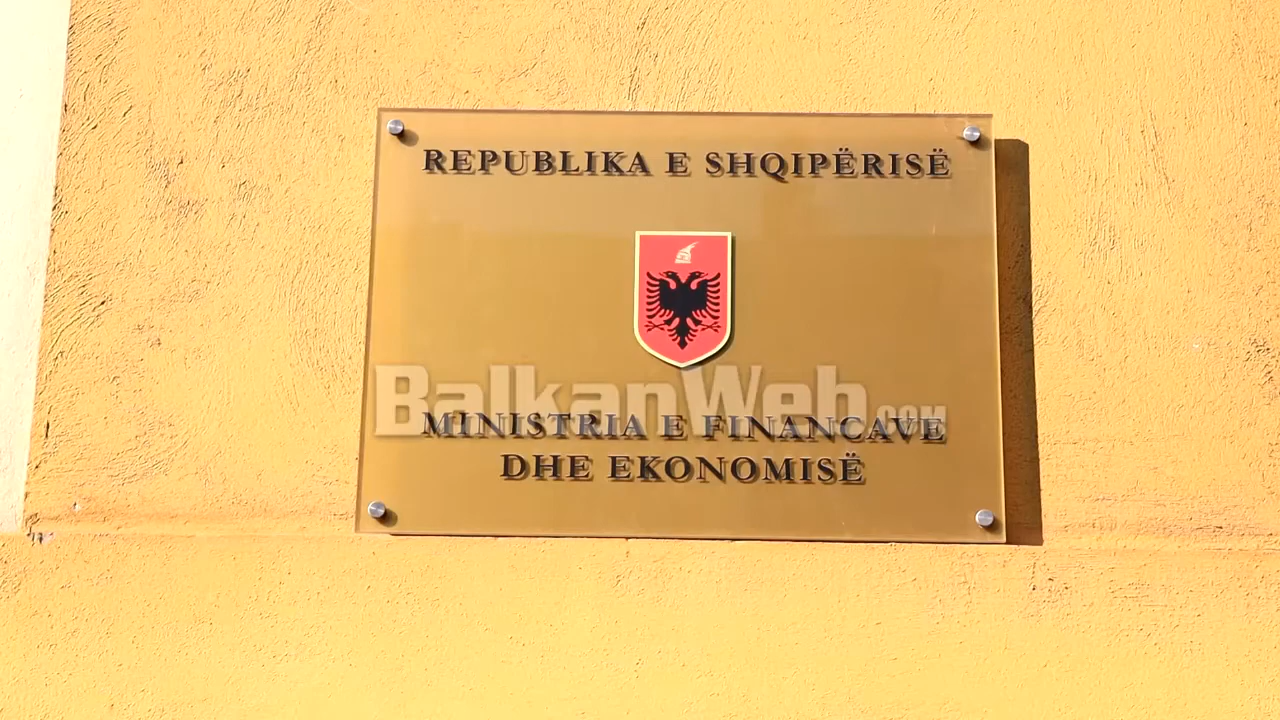 REPUBLIKA E SHQIPËRISË
BalkanWeb.com
MINISTRIA E FINANCAVE
DHE EKONOMISË